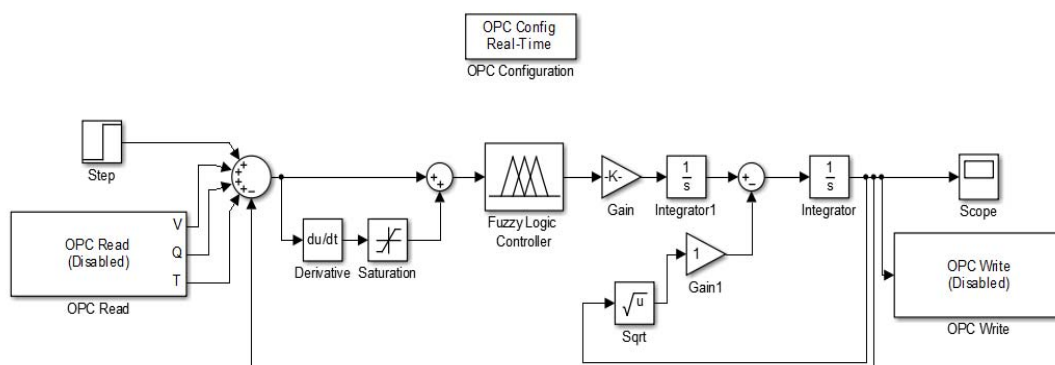 OPC Config
Real-Time
OPC Configuration
Step
V
Q
T
OPC Read
(Disabled)
OPC Read
+
+
+
+
−
du/dt
Derivative
Saturation
+
+
Fuzzy Logic
Controller
-K-
Gain
1
s
Integrator1
+
−
1
s
Integrator
1
Gain1
√u
Sqrt
Scope
OPC Write
(Disabled)
OPC Write